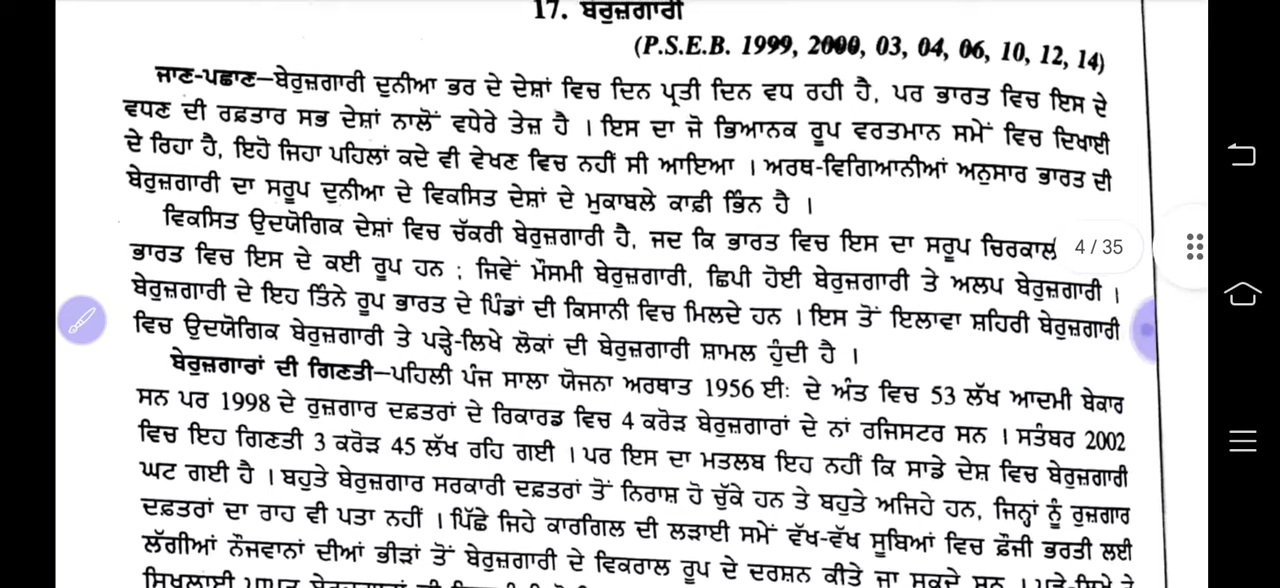 17. ਬੇਰੁਜ਼ਗਾਰੀ
(P.S.E.B. 1999, 2000, 03, 04, 06, 10, 12, 14)
ਜਾਣ-ਪਛਾਣ—ਬੇਰੁਜ਼ਗਾਰੀ ਦੁਨੀਆ ਭਰ ਦੇ ਦੇਸ਼ਾਂ ਵਿਚ ਦਿਨ ਪ੍ਰਤੀ ਦਿਨ ਵਧ ਰਹੀ ਹੈ, ਪਰ ਭਾਰਤ ਵਿਚ ਇਸ ਦੇ
ਵਧਣ ਦੀ ਰਫ਼ਤਾਰ ਸਭ ਦੇਸ਼ਾਂ ਨਾਲੋਂ ਵਧੇਰੇ ਤੇਜ਼ ਹੈ । ਇਸ ਦਾ ਜੋ ਭਿਆਨਕ ਰੂਪ ਵਰਤਮਾਨ ਸਮੇਂ ਵਿਚ ਦਿਖਾਈ
ਦੇ ਰਿਹਾ ਹੈ, ਇਹੋ ਜਿਹਾ ਪਹਿਲਾਂ ਕਦੇ ਵੀ ਵੇਖਣ ਵਿਚ ਨਹੀਂ ਸੀ ਆਇਆ । ਅਰਥ-ਵਿਗਿਆਨੀਆਂ ਅਨੁਸਾਰ ਭਾਰਤ ਦੀ
ਬੇਰੁਜ਼ਗਾਰੀ ਦਾ ਸਰੂਪ ਦੁਨੀਆ ਦੇ ਵਿਕਸਿਤ ਦੇਸ਼ਾਂ ਦੇ ਮੁਕਾਬਲੇ ਕਾਫ਼ੀ ਭਿੰਨ ਹੈ ।
ਵਿਕਸਿਤ ਉਦਯੋਗਿਕ ਦੇਸ਼ਾਂ ਵਿਚ ਚੱਕਰੀ ਬੇਰੁਜ਼ਗਾਰੀ ਹੈ, ਜਦ ਕਿ ਭਾਰਤ ਵਿਚ ਇਸ ਦਾ ਸਰੂਪ ਚਿਰਕਾਲ 4 / 35
ਭਾਰਤ ਵਿਚ ਇਸ ਦੇ ਕਈ ਰੂਪ ਹਨ ; ਜਿਵੇਂ ਮੌਸਮੀ ਬੇਰੁਜ਼ਗਾਰੀ, ਛਿਪੀ ਹੋਈ ਬੇਰੁਜ਼ਗਾਰੀ ਤੇ ਅਲਪ ਬੇਰੁਜ਼ਗਾਰੀ ।
ਬੇਰੁਜ਼ਗਾਰੀ ਦੇ ਇਹ ਤਿੰਨੇ ਰੂਪ ਭਾਰਤ ਦੇ ਪਿੰਡਾਂ ਦੀ ਕਿਸਾਨੀ ਵਿਚ ਮਿਲਦੇ ਹਨ । ਇਸ ਤੋਂ ਇਲਾਵਾ ਸ਼ਹਿਰੀ ਬੇਰੁਜ਼ਗਾਰੀ
ਵਿਚ ਉਦਯੋਗਿਕ ਬੇਰੁਜ਼ਗਾਰੀ ਤੇ ਪੜ੍ਹੇ-ਲਿਖੇ ਲੋਕਾਂ ਦੀ ਬੇਰੁਜ਼ਗਾਰੀ ਸ਼ਾਮਲ ਹੁੰਦੀ ਹੈ ।
ਬੇਰੁਜ਼ਗਾਰਾਂ ਦੀ ਗਿਣਤੀ—ਪਹਿਲੀ ਪੰਜ ਸਾਲਾ ਯੋਜਨਾ ਅਰਥਾਤ 1956 ਈ: ਦੇ ਅੰਤ ਵਿਚ 53 ਲੱਖ ਆਦਮੀ ਬੇਕਾਰ
ਸਨ ਪਰ 1998 ਦੇ ਰੁਜ਼ਗਾਰ ਦਫ਼ਤਰਾਂ ਦੇ ਰਿਕਾਰਡ ਵਿਚ 4 ਕਰੋੜ ਬੇਰੁਜ਼ਗਾਰਾਂ ਦੇ ਨਾਂ ਰਜਿਸਟਰ ਸਨ । ਸਤੰਬਰ 2002
ਵਿਚ ਇਹ ਗਿਣਤੀ 3 ਕਰੋੜ 45 ਲੱਖ ਰਹਿ ਗਈ । ਪਰ ਇਸ ਦਾ ਮਤਲਬ ਇਹ ਨਹੀਂ ਕਿ ਸਾਡੇ ਦੇਸ਼ ਵਿਚ ਬੇਰੁਜ਼ਗਾਰੀ
ਘਟ ਗਈ ਹੈ । ਬਹੁਤੇ ਬੇਰੁਜ਼ਗਾਰ ਸਰਕਾਰੀ ਦਫ਼ਤਰਾਂ ਤੋਂ ਨਿਰਾਸ਼ ਹੋ ਚੁੱਕੇ ਹਨ ਤੇ ਬਹੁਤੇ ਅਜਿਹੇ ਹਨ, ਜਿਨ੍ਹਾਂ ਨੂੰ ਰੁਜ਼ਗਾਰ
ਦਫ਼ਤਰਾਂ ਦਾ ਰਾਹ ਵੀ ਪਤਾ ਨਹੀਂ । ਪਿੱਛੇ ਜਿਹੇ ਕਾਰਗਿਲ ਦੀ ਲੜਾਈ ਸਮੇਂ ਵੱਖ-ਵੱਖ ਸੂਬਿਆਂ ਵਿਚ ਫ਼ੌਜੀ ਭਰਤੀ ਲਈ
ਲੱਗੀਆਂ ਨੌਜਵਾਨਾਂ ਦੀਆਂ ਭੀੜਾਂ ਤੋਂ ਬੇਰੁਜ਼ਗਾਰੀ ਦੇ ਵਿਕਰਾਲ ਰੂਪ ਦੇ ਦਰਸ਼ਨ ਕੀਤੇ ਜਾ ਸਕਦੇ ਸਨ ।